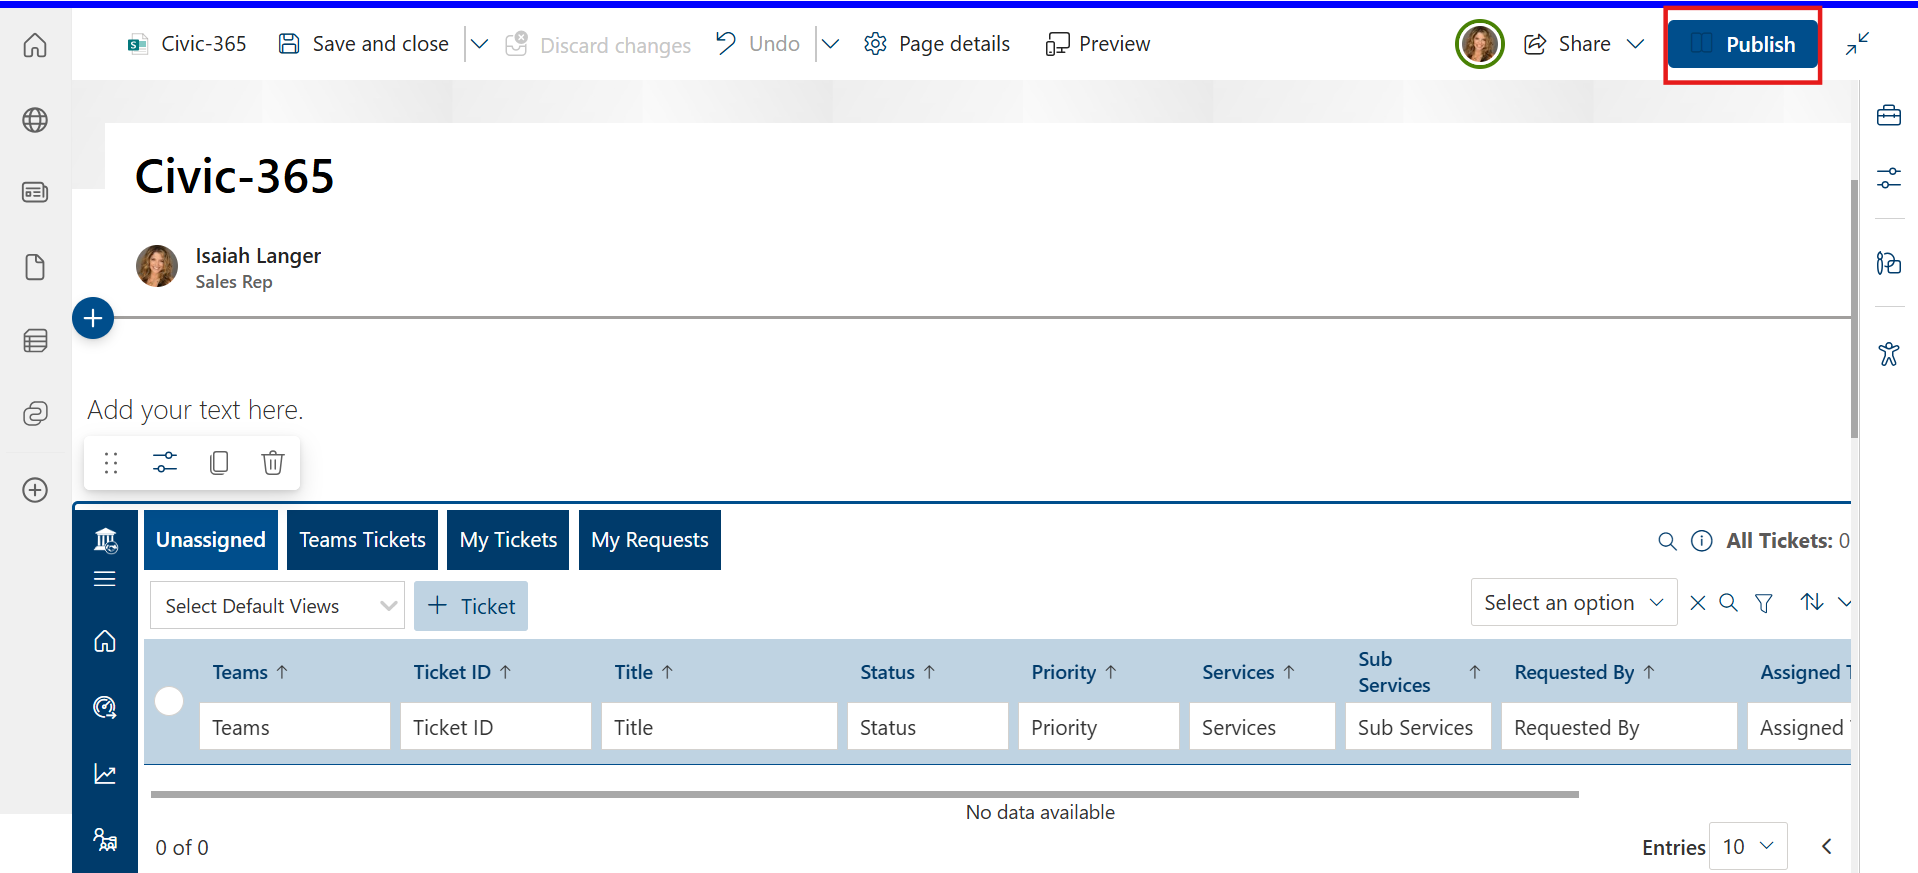 Civic-365 Save and close Discard changes Undo Page details Preview Share Publish
Civic-365
Isaiah Langer
Sales Rep
Add your text here.
Unassigned Teams Tickets My Tickets My Requests All Tickets: 0
Select Default Views + Ticket Select an option
Teams ↑ Ticket ID ↑ Title ↑ Status ↑ Priority ↑ Services ↑ Sub Services ↑ Requested By ↑ Assigned
Teams Ticket ID Title Status Priority Services Sub Services Requested By Assigned
No data available
0 of 0 Entries 10